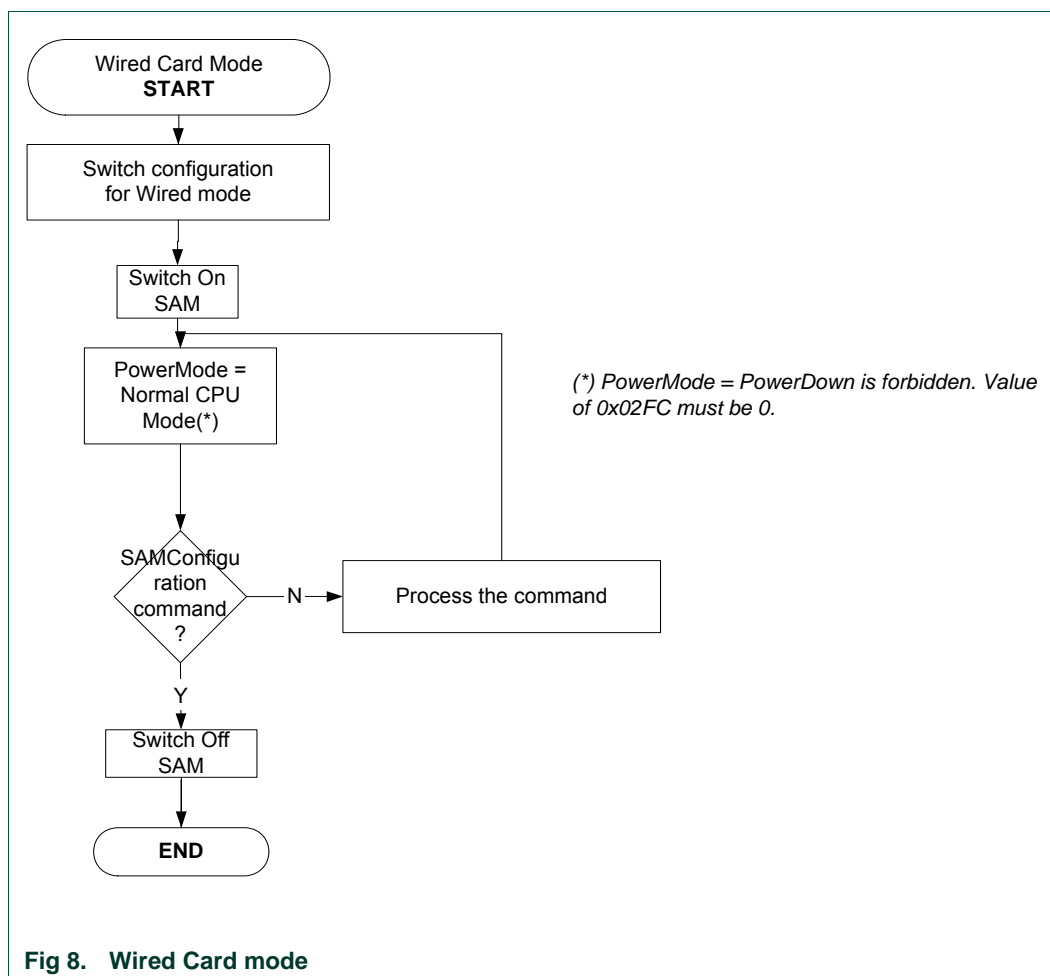 Wired Card Mode
START
Switch configuration
for Wired mode
Switch On
SAM
PowerMode =
Normal CPU
Mode(*)
(*) PowerMode = PowerDown is forbidden. Value
of 0x02FC must be 0.
SAMConfigu
ration
command
?
N
Process the command
Y
Switch Off
SAM
END
Fig 8. Wired Card mode